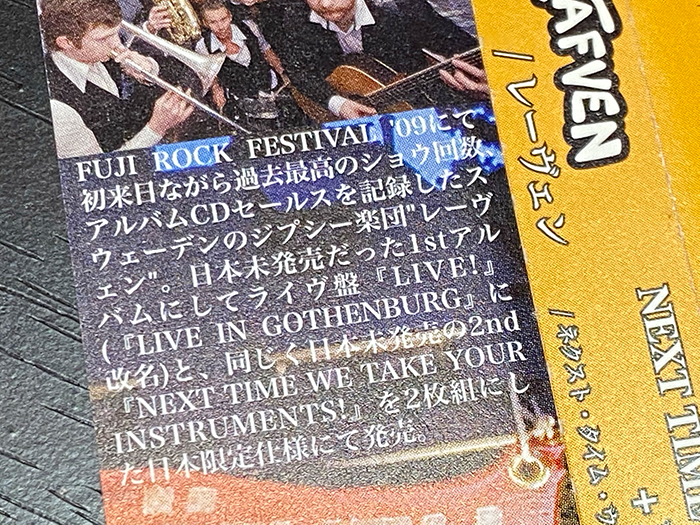 FUJI ROCK FESTIVAL '09にて
初来日ながら過去最高のショウ回数、
アルバムCDセールスを記録したス
ウェーデンのジプシー楽団"レーヴ
ェン"。日本未発売だった1stアル
バムにしてライヴ盤『LIVE!』
(『LIVE IN GOTHENBURG』に
改名)と、同じく日本未発売の2nd
『NEXT TIME WE TAKE YOUR
INSTRUMENTS!』を2枚組にし
た日本限定仕様にて発売。
RÄFVEN
/ レーヴェン
/ ネクスト・タイム・
NEXT TIM
+